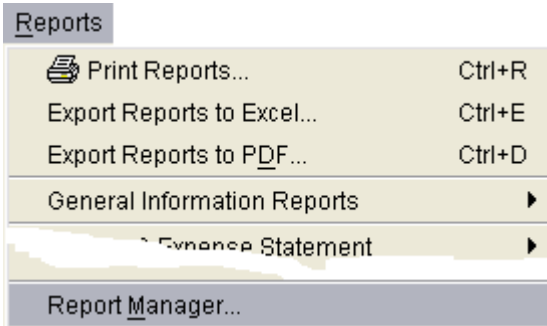 Reports
Print Reports... Ctrl+R
Export Reports to Excel... Ctrl+E
Export Reports to PDF... Ctrl+D
General Information Reports
Expense Statement
Report Manager...